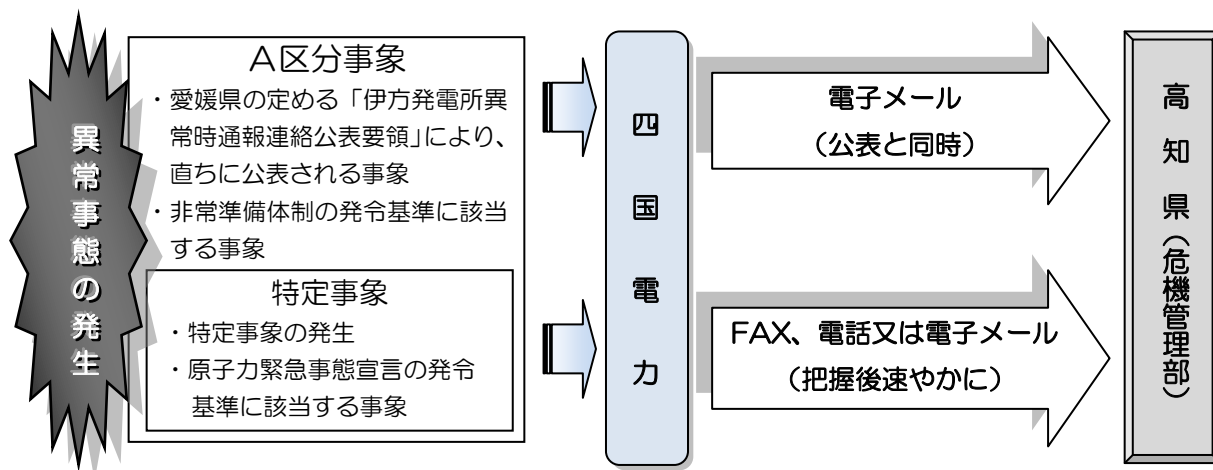 異常事態の発生
A区分事象
・愛媛県の定める「伊方発電所異
常時通報連絡公表要領」により、
直ちに公表される事象
・非常準備体制の発令基準に該当
する事象
特定事象
・特定事象の発生
・原子力緊急事態宣言の発令
基準に該当する事象
四国電力
電子メール
（公表と同時）
FAX、電話又は電子メール
（把握後速やかに）
高知県（危機管理部）